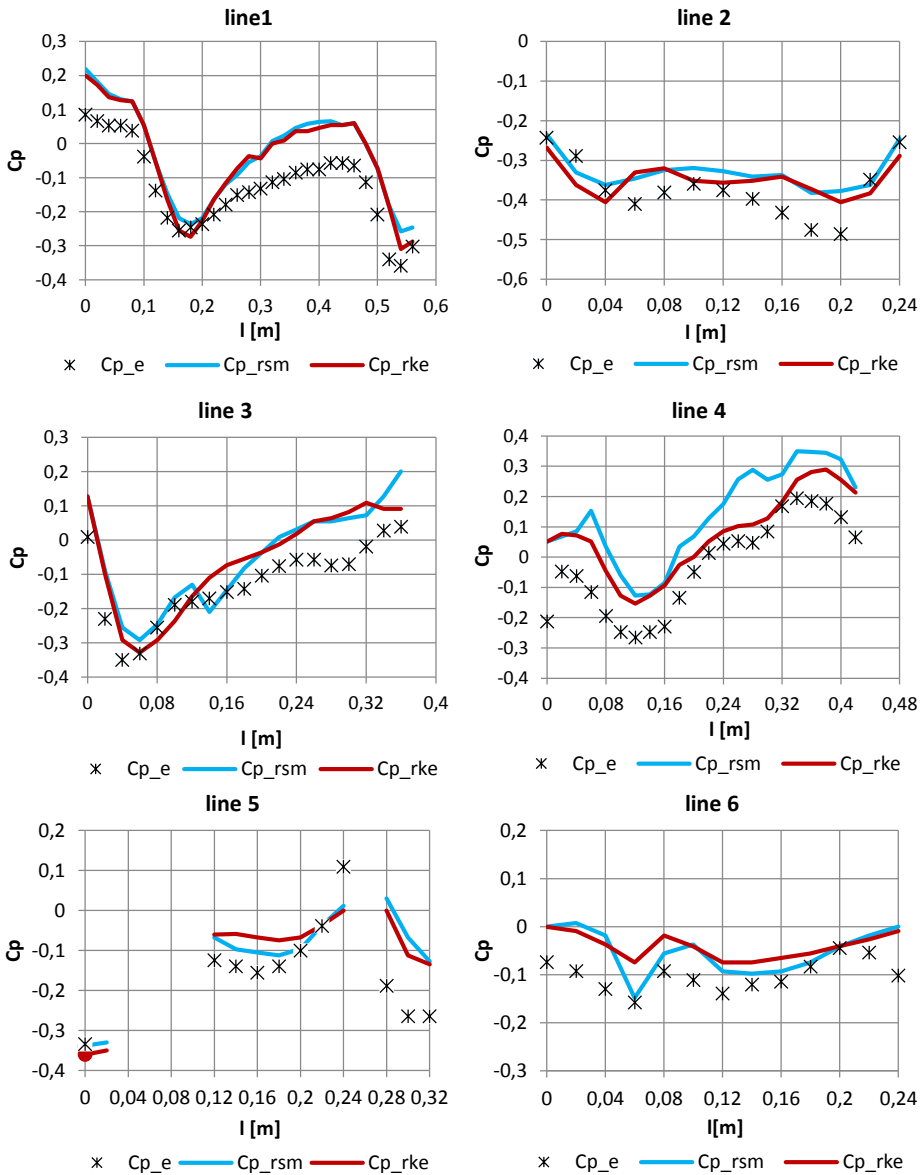 line1
0,3
0,2
0,1
0
-0,1
-0,2
-0,3
-0,4
Cp
0 0,1 0,2 0,3 0,4 0,5 0,6
l [m]
Cp_e Cp_rsm Cp_rke
line 2
0
-0,1
-0,2
-0,3
-0,4
-0,5
-0,6
Cp
0 0,04 0,08 0,12 0,16 0,2 0,24
l [m]
Cp_e Cp_rsm Cp_rke
line 3
0,3
0,2
0,1
0
-0,1
-0,2
-0,3
-0,4
Cp
0 0,08 0,16 0,24 0,32 0,4
l [m]
Cp_e Cp_rsm Cp_rke
line 4
0,4
0,3
0,2
0,1
0
-0,1
-0,2
-0,3
-0,4
Cp
0 0,08 0,16 0,24 0,32 0,4 0,48
l [m]
Cp_e Cp_rsm Cp_rke
line 5
0,2
0,1
0
-0,1
-0,2
-0,3
-0,4
Cp
0 0,04 0,08 0,12 0,16 0,2 0,24 0,28 0,32
l [m]
Cp_e Cp_rsm Cp_rke
line 6
0,2
0,1
0
-0,1
-0,2
-0,3
Cp
0 0,04 0,08 0,12 0,16 0,2 0,24
l[m]
Cp_e Cp_rsm Cp_rke